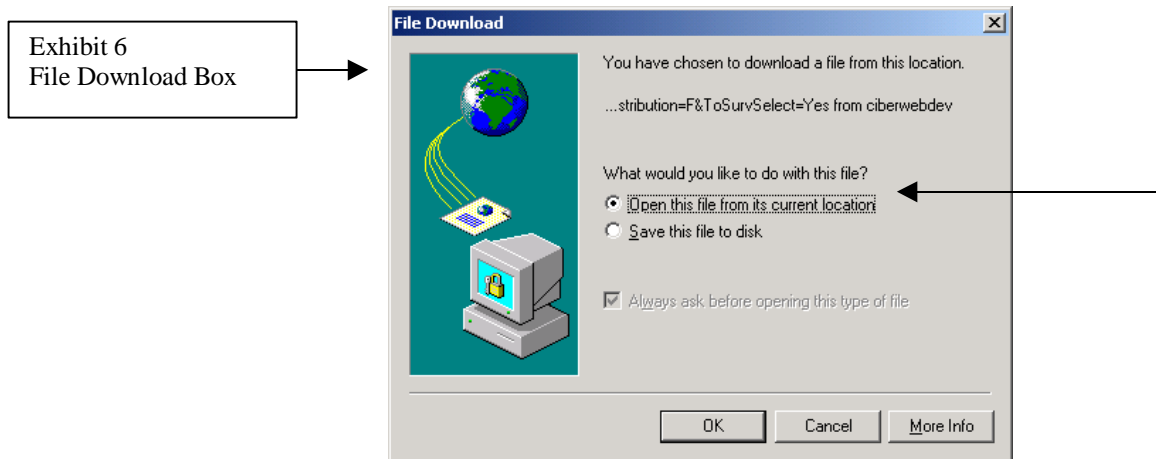 Exhibit 6
File Download Box
File Download
You have chosen to download a file from this location.
...stribution=F&ToSurvSelect=Yes from ciberwebdev
What would you like to do with this file?
Open this file from its current location
Save this file to disk
Always ask before opening this type of file
OK Cancel More Info